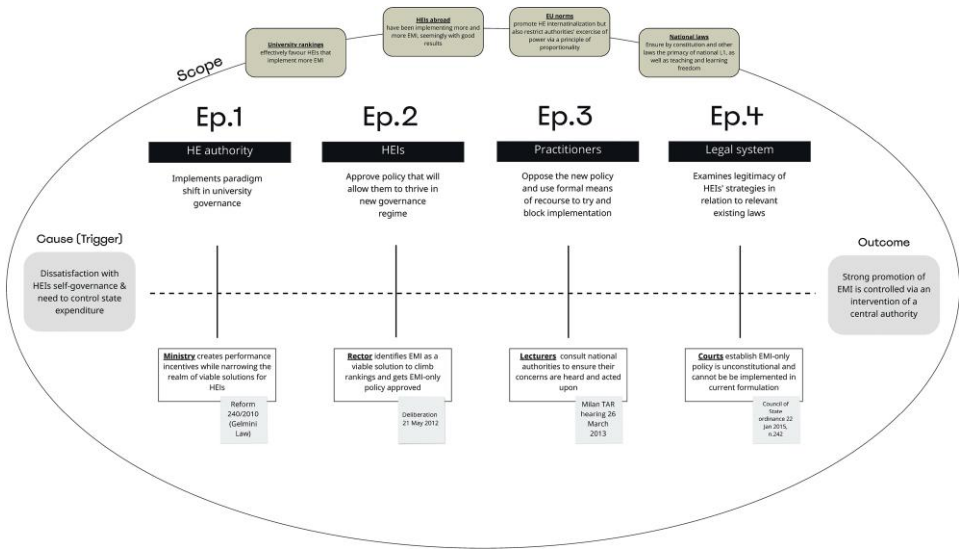 University rankings
effectively favour HEIs that
implement more EMI
HEIs abroad
have been implementing more and
more EMI, seemingly with good
results
EU norms
promote HE internatinalization but
also restrict authorities' excercise of
power via a principle of
proportionality
National laws
Ensure by constitution and other
laws the primacy of national L1, as
well as teaching and learning
freedom
Scope
Ep.1
HE authority
Implements paradigm
shift in university
governance
Ep.2
HEIs
Approve policy that will
allow them to thrive in
new governance
regime
Ep.3
Practitioners
Oppose the new policy
and use formal means
of recourse to try and
block implementation
Ep.4
Legal system
Examines legitimacy of
HEIs' strategies in
relation to relevant
existing laws
Cause (Trigger)
Dissatisfaction with
HEIs self-governance &
need to control state
expenditure
Outcome
Strong promotion of
EMI is controlled via an
intervention of a
central authority
Ministry creates performance
incentives while narrowing the
realm of viable solutions for
HEIs
Reform
240/2010
(Gelmini
Law)
Rector identifies EMI as a
viable solution to climb
rankings and gets EMI-only
policy approved
Deliberation
21 May 2012
Lecturers consult national
authorities to ensure their
concerns are heard and acted
upon
Milan TAR
hearing 26
March
2013
Courts establish EMI-only
policy is unconstitutional and
cannot be be implemented in
current formulation
Council of
State
ordinance 22
Jan 2015,
n.242